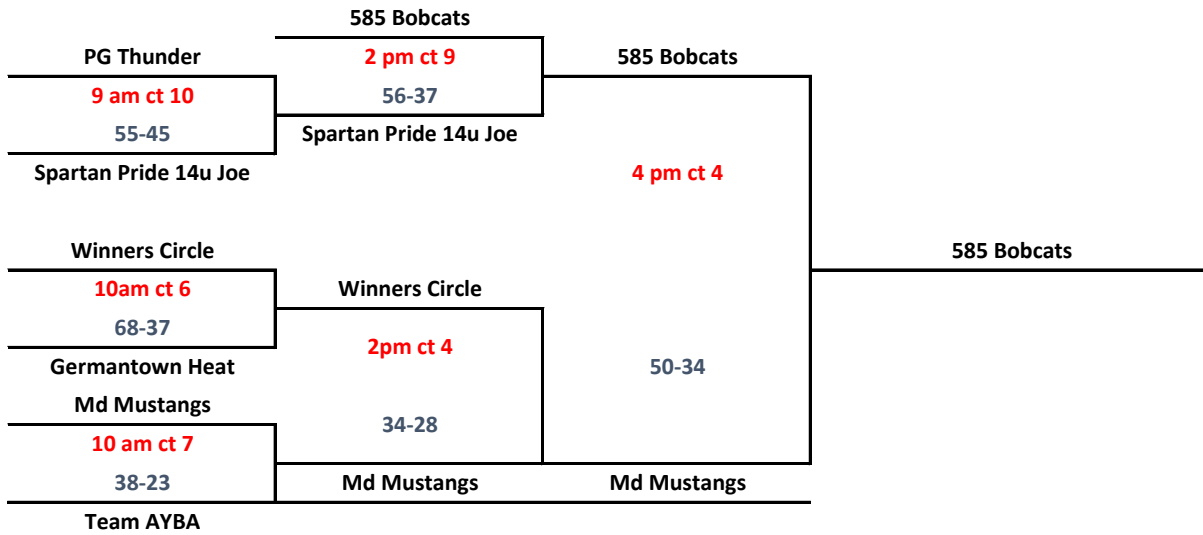 585 Bobcats
PG Thunder
2 pm ct 9
585 Bobcats
9 am ct 10
56-37
55-45
Spartan Pride 14u Joe
Spartan Pride 14u Joe
4 pm ct 4
Winners Circle
585 Bobcats
10am ct 6
Winners Circle
68-37
2pm ct 4
Germantown Heat
50-34
Md Mustangs
34-28
10 am ct 7
38-23
Md Mustangs
Md Mustangs
Team AYBA